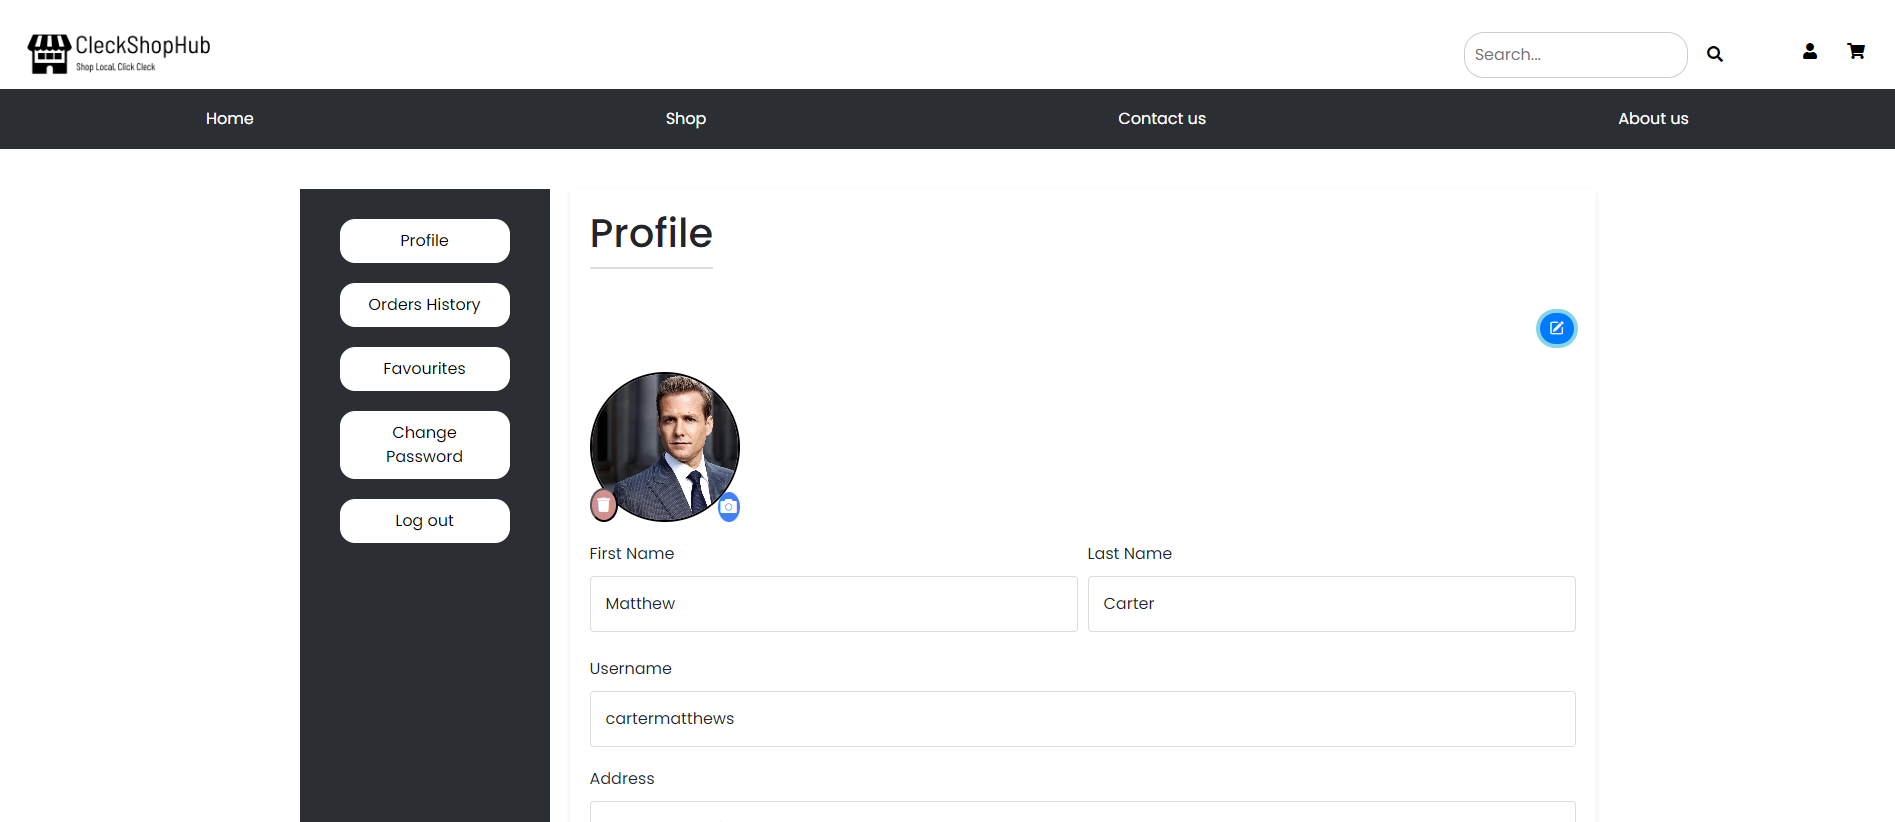 CleckShopHub
Shop Local, Click Cleck
Search...
Home
Shop
Contact us
About us
Profile
Orders History
Favourites
Change
Password
Log out
Profile
First Name
Last Name
Matthew
Carter
Username
cartermatthews
Address